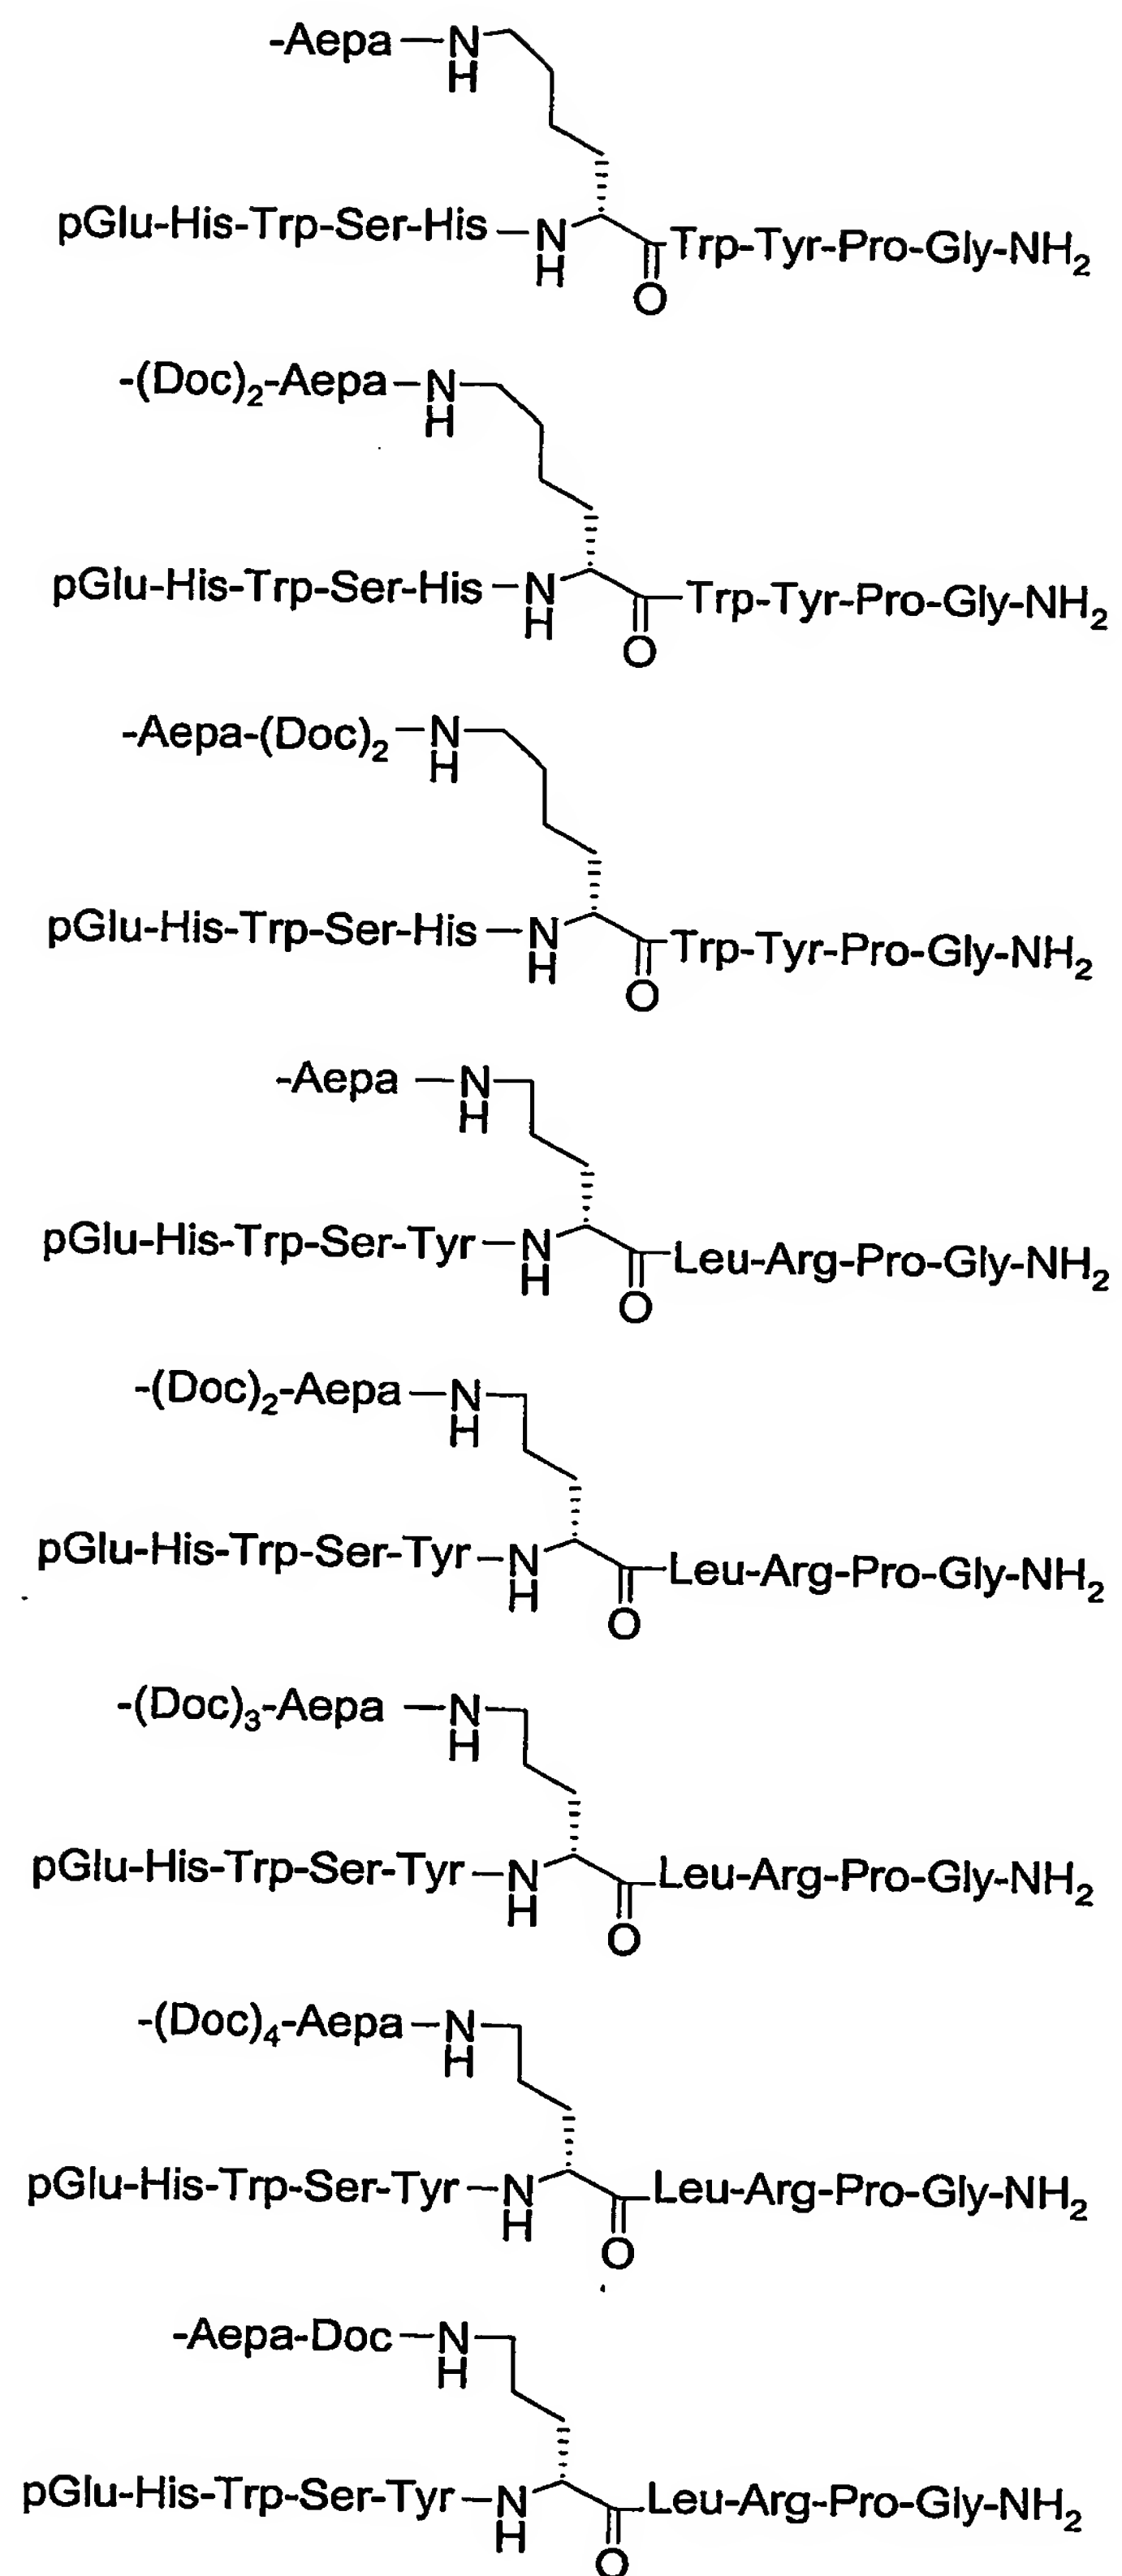 -Aepa—N
H
pGlu-His-Trp-Ser-His—N Trp-Tyr-Pro-Gly-NH2
H
O
-(Doc)2-Aepa—N
H
pGlu-His-Trp-Ser-His—N Trp-Tyr-Pro-Gly-NH2
H
O
-Aepa-(Doc)2—N
H
pGlu-His-Trp-Ser-His—N Trp-Tyr-Pro-Gly-NH2
H
O
-Aepa—N
H
pGlu-His-Trp-Ser-Tyr—N Leu-Arg-Pro-Gly-NH2
H
O
-(Doc)2-Aepa—N
H
pGlu-His-Trp-Ser-Tyr—N Leu-Arg-Pro-Gly-NH2
H
O
-(Doc)3-Aepa—N
H
pGlu-His-Trp-Ser-Tyr—N Leu-Arg-Pro-Gly-NH2
H
O
-(Doc)4-Aepa—N
H
pGlu-His-Trp-Ser-Tyr—N Leu-Arg-Pro-Gly-NH2
H
O
-Aepa-Doc—N
H
pGlu-His-Trp-Ser-Tyr—N Leu-Arg-Pro-Gly-NH2
H
O